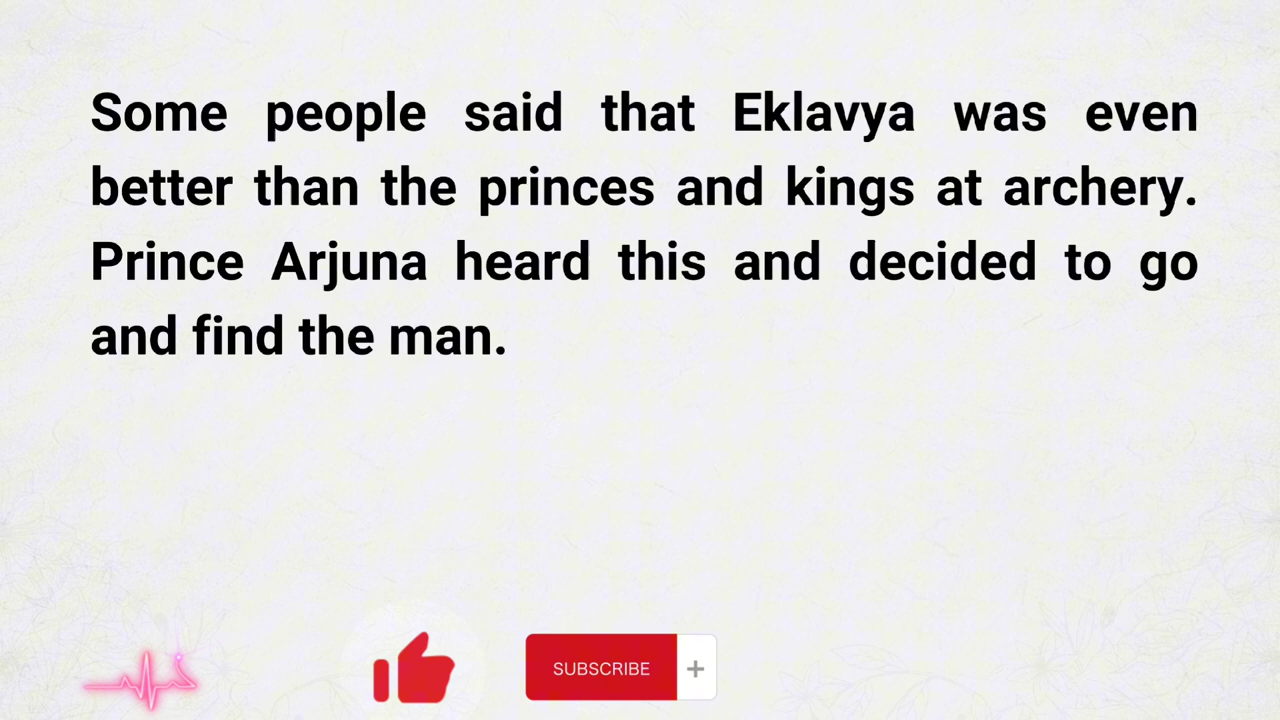 Some people said that Eklavya was even
better than the princes and kings at archery.
Prince Arjuna heard this and decided to go
and find the man.
SUBSCRIBE +